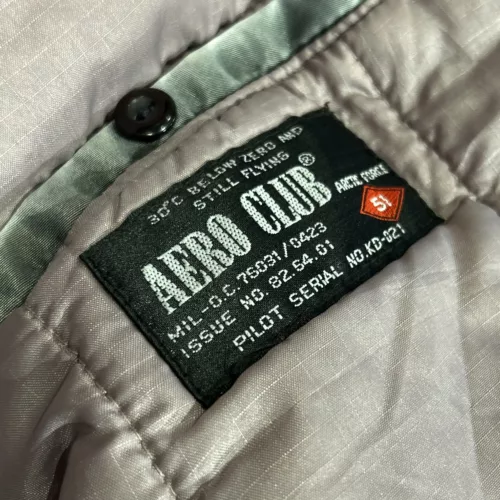 30°C BELOW ZERO AND
STILL FLYING
AERO CLUB®
ARCTIC CIRCLE
51
MIL-O.C 75031/0423
ISSUE NO. 82.54.01
PILOT SERIAL NO.KD-021